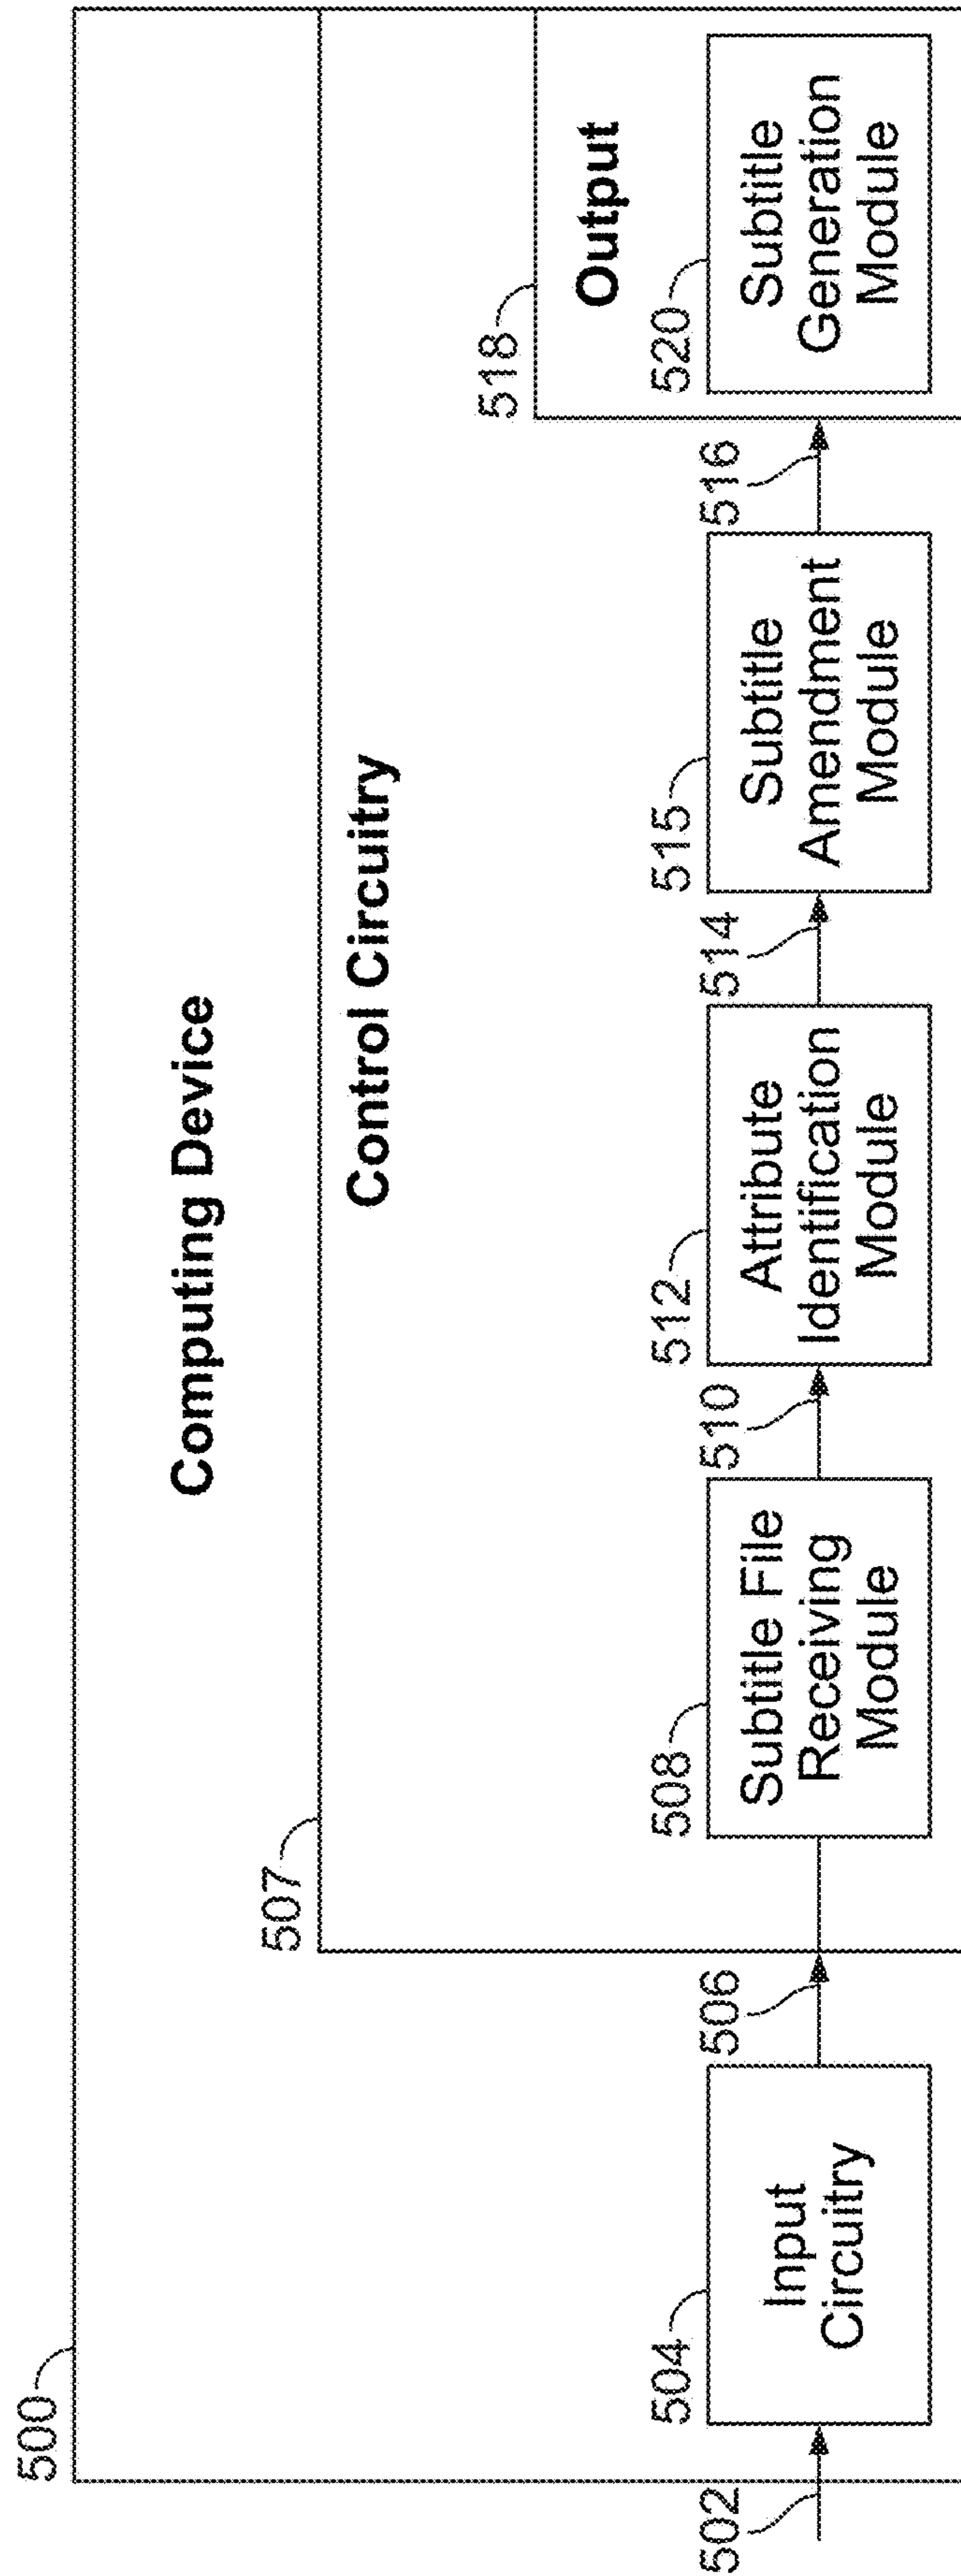 500
Computing Device
507
Control Circuitry
518
Output
502
504
Input
Circuitry
506
508
Subtitle File
Receiving
Module
510
512
Attribute
Identification
Module
514
515
Subtitle
Amendment
Module
516
520
Subtitle
Generation
Module